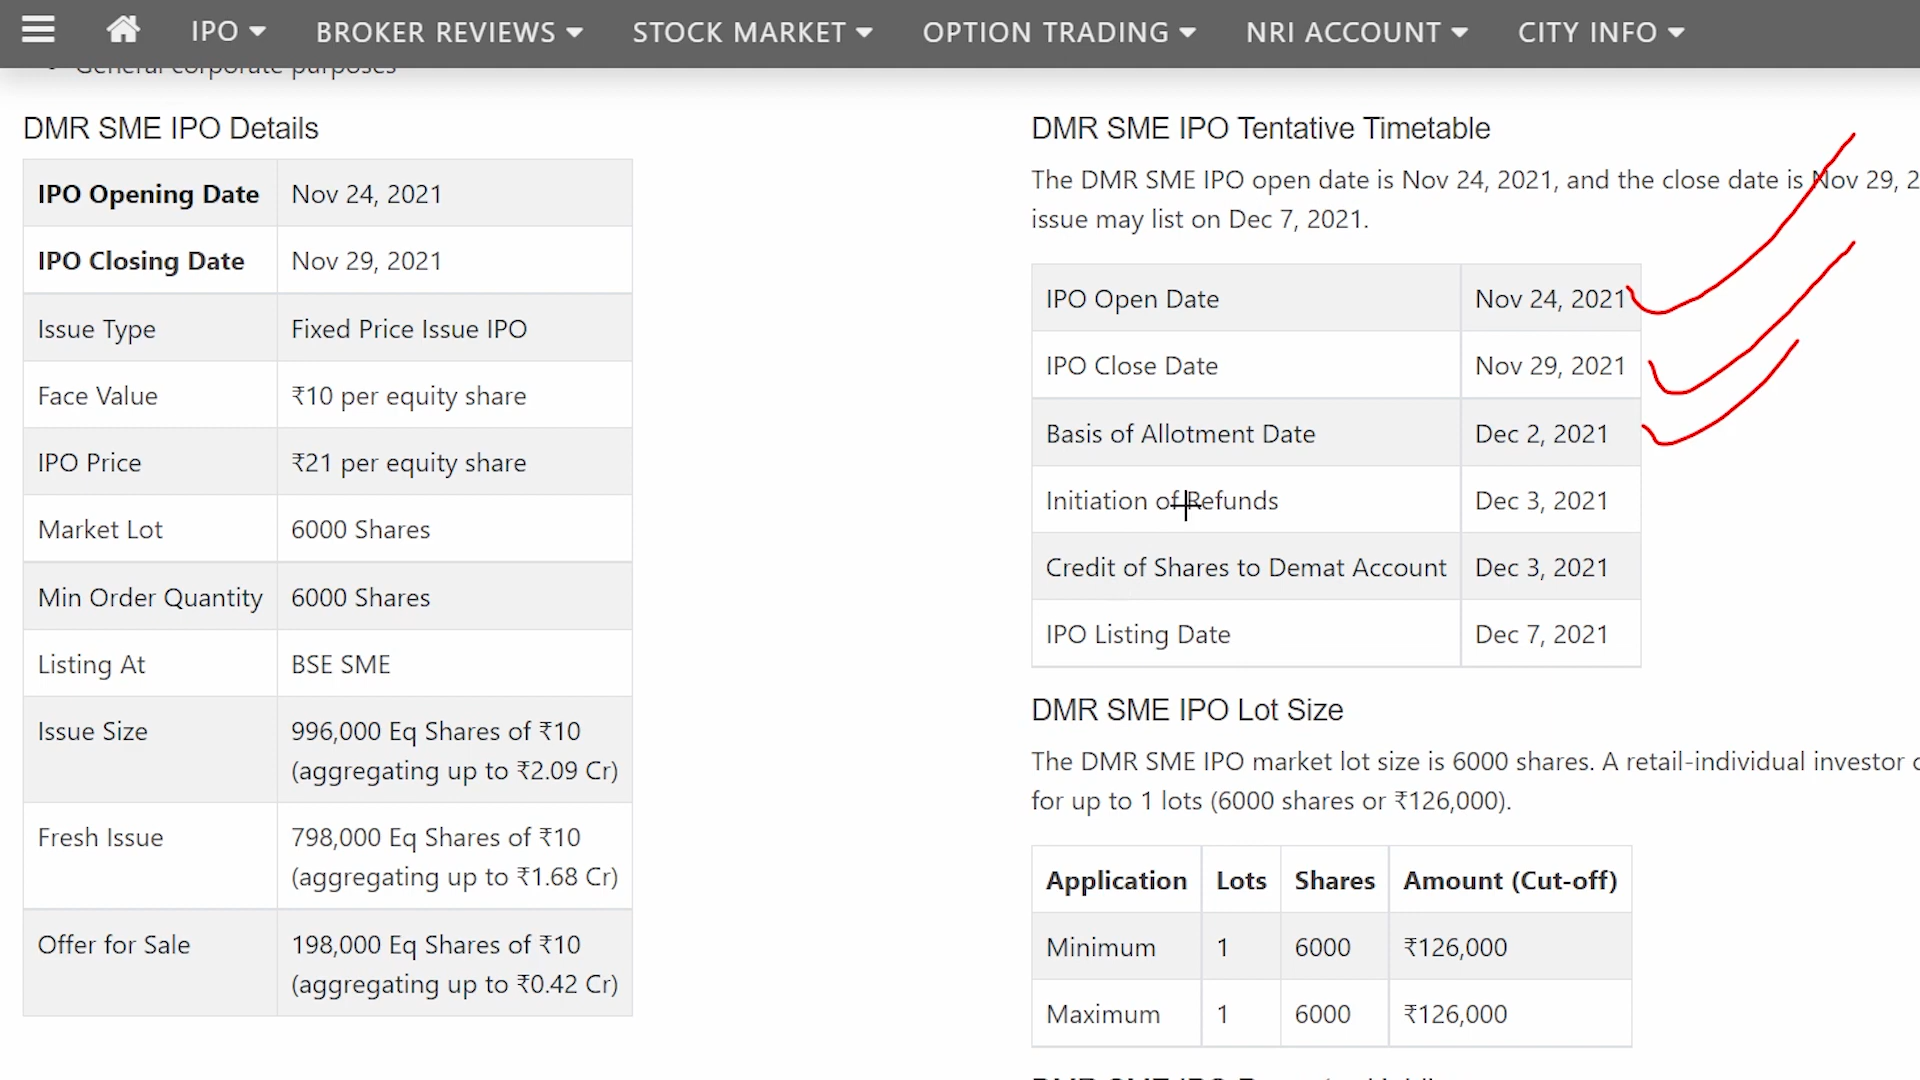 IPO BROKER REVIEWS STOCK MARKET OPTION TRADING NRI ACCOUNT CITY INFO
General corporate purposes
DMR SME IPO Details
IPO Opening Date Nov 24, 2021
IPO Closing Date Nov 29, 2021
Issue Type Fixed Price Issue IPO
Face Value ₹10 per equity share
IPO Price ₹21 per equity share
Market Lot 6000 Shares
Min Order Quantity 6000 Shares
Listing At BSE SME
Issue Size 996,000 Eq Shares of ₹10
(aggregating up to ₹2.09 Cr)
Fresh Issue 798,000 Eq Shares of ₹10
(aggregating up to ₹1.68 Cr)
Offer for Sale 198,000 Eq Shares of ₹10
(aggregating up to ₹0.42 Cr)
DMR SME IPO Tentative Timetable
The DMR SME IPO open date is Nov 24, 2021, and the close date is Nov 29, 2
issue may list on Dec 7, 2021.
IPO Open Date Nov 24, 2021
IPO Close Date Nov 29, 2021
Basis of Allotment Date Dec 2, 2021
Initiation of Refunds Dec 3, 2021
Credit of Shares to Demat Account Dec 3, 2021
IPO Listing Date Dec 7, 2021
DMR SME IPO Lot Size
The DMR SME IPO market lot size is 6000 shares. A retail-individual investor
for up to 1 lots (6000 shares or ₹126,000).
Application Lots Shares Amount (Cut-off)
Minimum 1 6000 ₹126,000
Maximum 1 6000 ₹126,000
DMR SME IPO